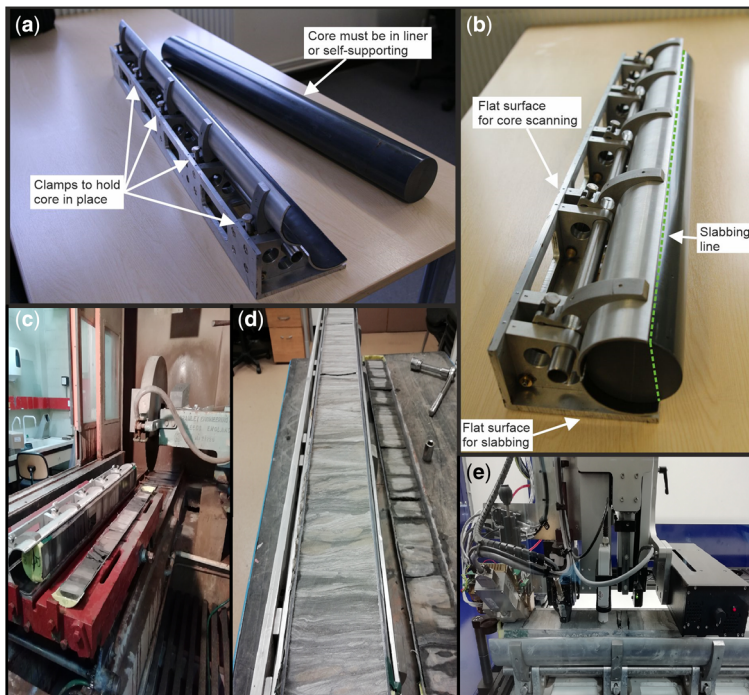 (a)
Core must be in liner
or self-supporting
Clamps to hold
core in place
(b)
Flat surface
for core scanning
Slabbing
line
Flat surface
for slabbing
(c)
(d)
(e)